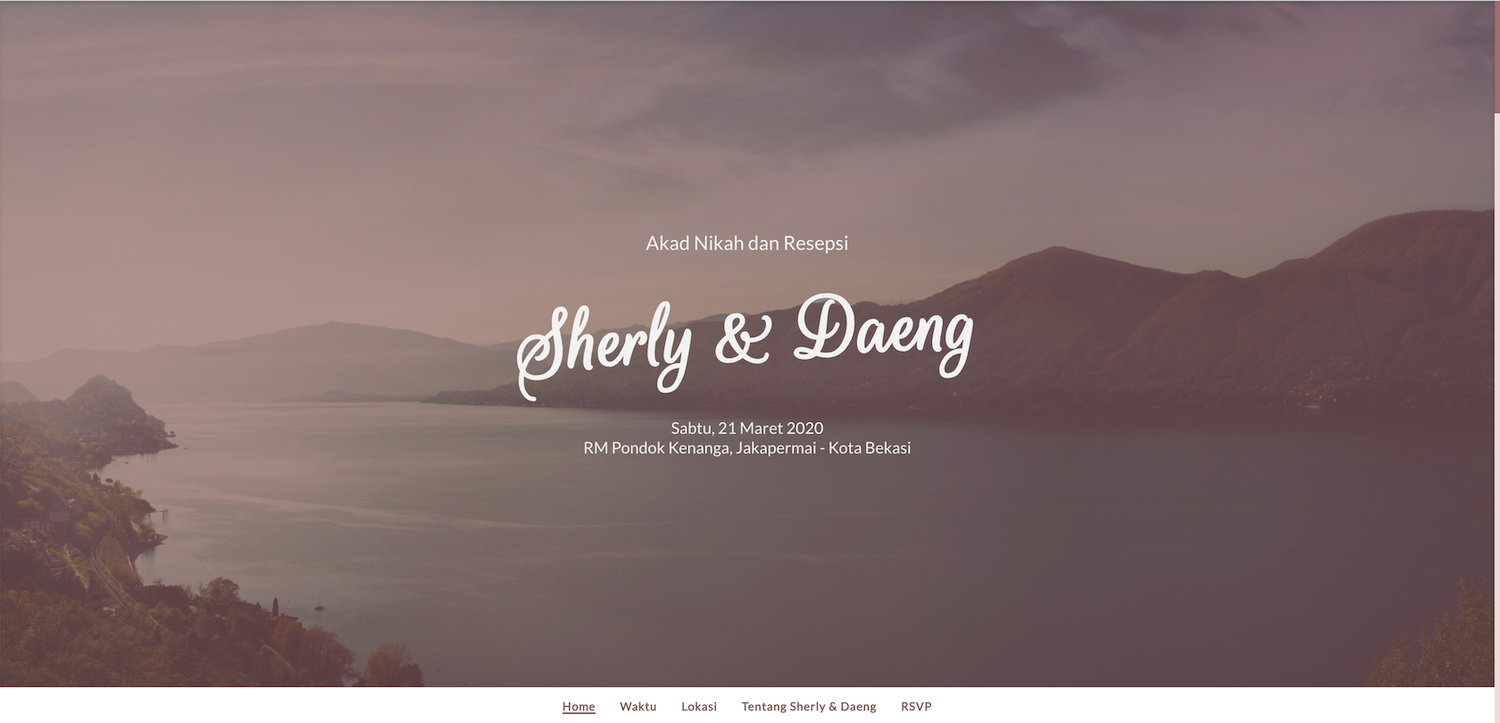 Akad Nikah dan Resepsi
Sherly & Daeng
Sabtu, 21 Maret 2020
RM Pondok Kenanga, Jakapermai - Kota Bekasi
Home Waktu Lokasi Tentang Sherly & Daeng RSVP